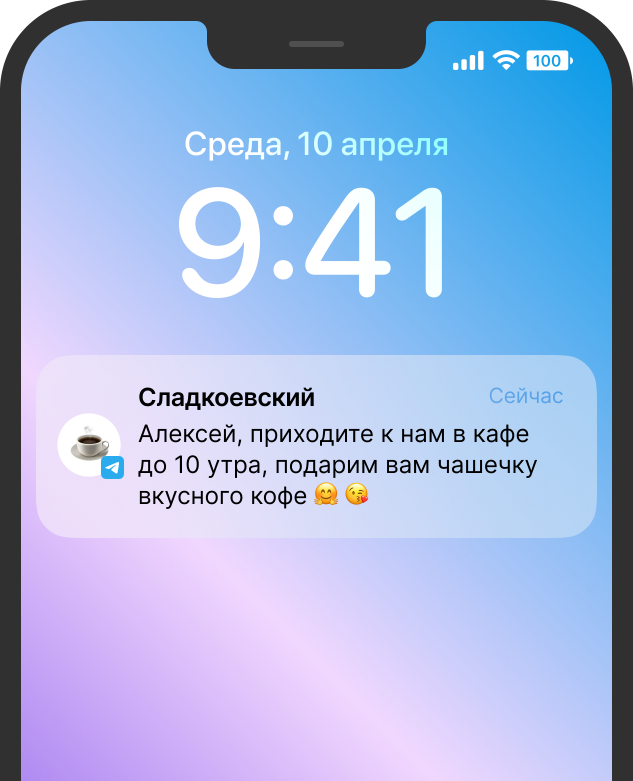 100
Среда, 10 апреля
9:41
Сладкоевский
Сейчас
Алексей, приходите к нам в кафе
до 10 утра, подарим вам чашечку
вкусного кофе 🤗 😘